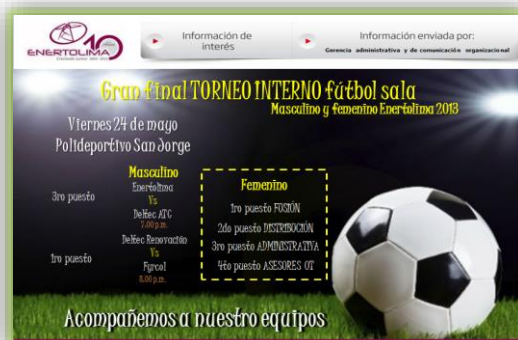 ENERTOLIMA
10
Información de
interés
Información enviada por:
Gerencia administrativa y de comunicación organizacional
Gran final TORNEO INTERNO fútbol sala
Masculino y femenino Enertolima 2013
Viernes 24 de mayo
Polideportivo San Jorge
Masculino
3ro puesto
Enertolima
Vs
Deltec ATC
7.00 p.m.
1ro puesto
Deltec Renovación
Vs
Fyrcol
8.00 p.m.
Femenino
1ro puesto FUSIÓN
2do puesto DISTRIBUCIÓN
3ro puesto ADMINISTRATIVA
4to puesto ASESORES OT
Acompañemos a nuestro equipos